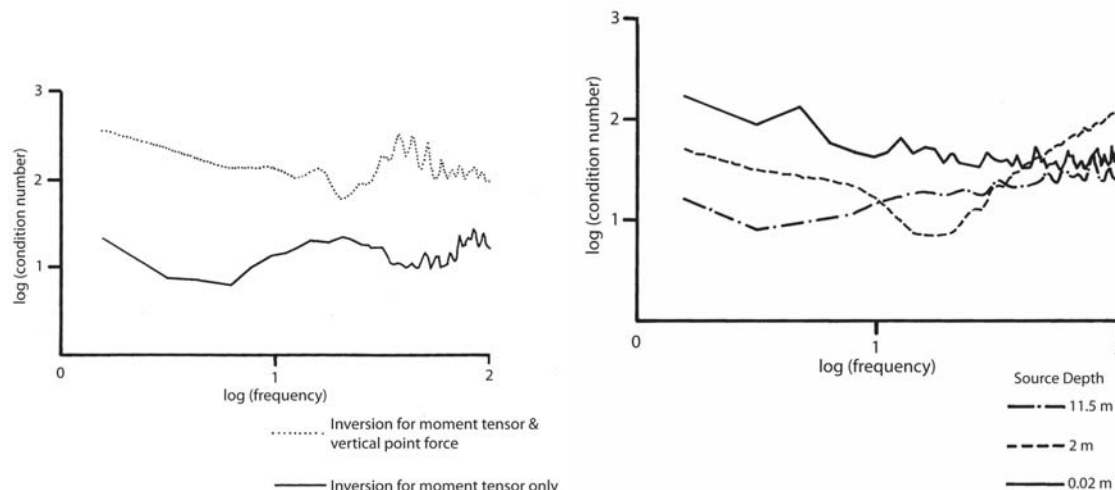 3
2
1
0
1
2
log (condition number)
log (frequency)
Inversion for moment tensor &
vertical point force
Inversion for moment tensor only
3
2
1
0
1
log (condition number)
log (frequency)
Source Depth
11.5 m
2 m
0.02 m